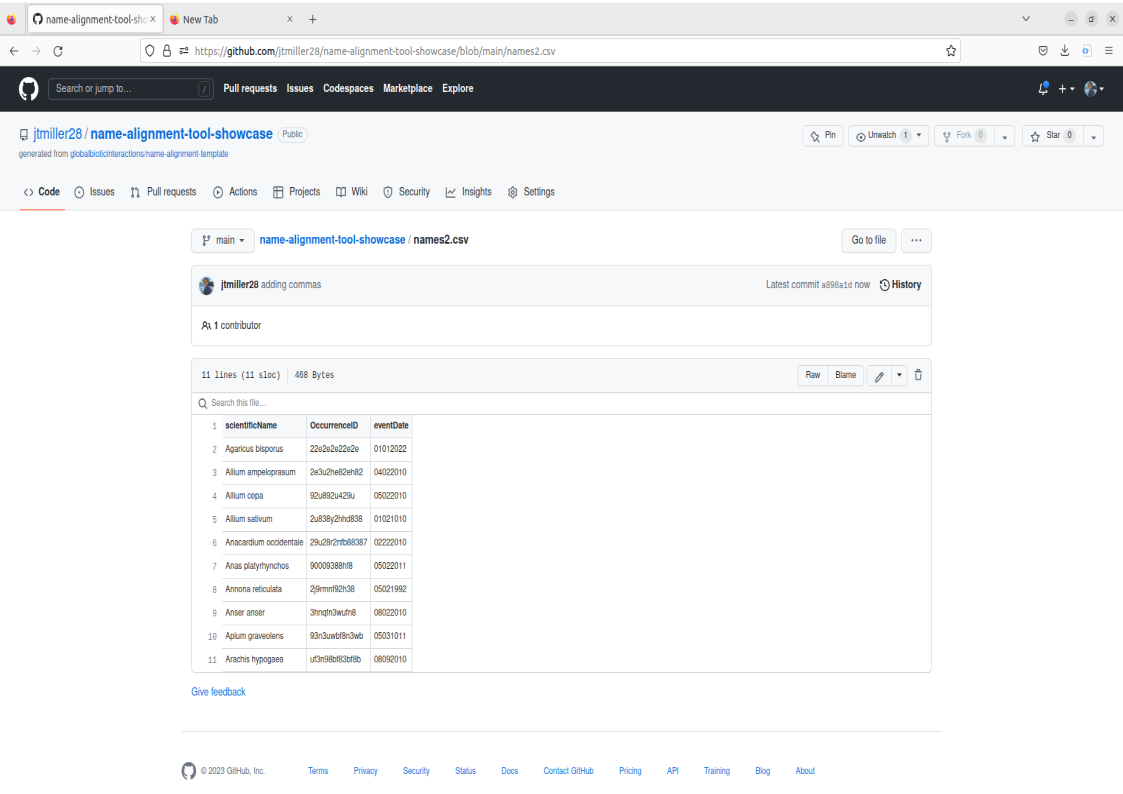 name-alignment-tool-sho × New Tab × +
https://github.com/jtmiller28/name-alignment-tool-showcase/blob/main/names2.csv
Search or jump to... / Pull requests Issues Codespaces Marketplace Explore
jtmiller28 / name-alignment-tool-showcase Public Pin Unwatch 1 Fork 0 Star 0
generated from globalbioticinteractions/name-alignment-template
Code Issues Pull requests Actions Projects Wiki Security Insights Settings
main name-alignment-tool-showcase / names2.csv Go to file ...
jtmiller28 adding commas Latest commit a898a1d now History
1 contributor
11 lines (11 sloc) 468 Bytes Raw Blame
Search this file...
1 scientificName OccurrenceID eventDate
2 Agaricus bisporus 22e2e2e22e2e 01012022
3 Allium ampeloprasum 2e3u2he82eh82 04022010
4 Allium cepa 92u892u429u 05022010
5 Allium sativum 2u838y2hhd838 01021010
6 Anacardium occidentale 29u28r2nfb88387 02222010
7 Anas platyrhynchos 90009388hf8 05022011
8 Annona reticulata 2j9rmnf92h38 05021992
9 Anser anser 3hnqfn3wufn8 08022010
10 Apium graveolens 93n3uwbf8n3wb 05031011
11 Arachis hypogaea uf3n98bf83bf8b 08092010
Give feedback
© 2023 GitHub, Inc. Terms Privacy Security Status Docs Contact GitHub Pricing API Training Blog About